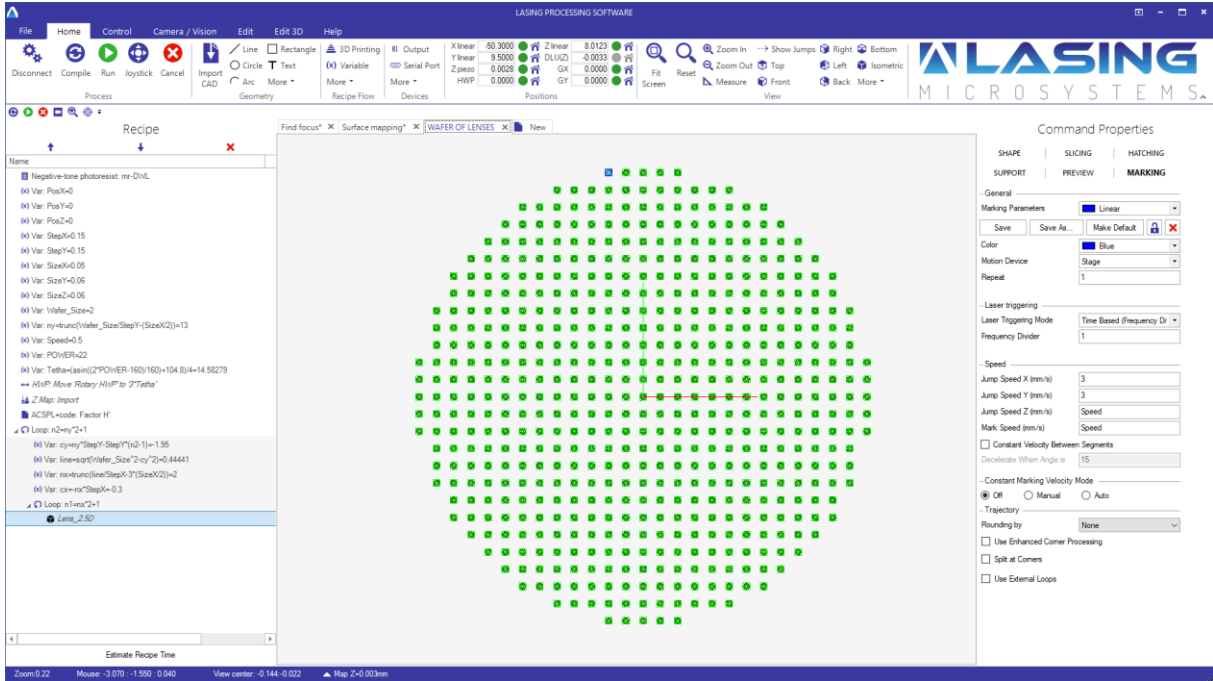 LASING PROCESSING SOFTWARE
File Home Control Camera / Vision Edit Edit 3D Help
Disconnect Compile Run Joystick Cancel
Process
Import CAD
Line Rectangle
Circle Text
Arc More
Geometry
3D Printing
(x) Variable
More
Recipe Flow
Output
Serial Port
More
Devices
X linear -50.3000 Z linear 8.0123
Y linear 9.5000 DLU(Z) -0.0033
Z piezo 0.0028 GX 0.0000
HWP 0.0000 GY 0.0000
Positions
Fit Screen
Reset
Zoom In Show Jumps Right Bottom
Zoom Out Top Left Isometric
Measure Front Back More
View
LASING
MICROSYSTEMS
Recipe
Name
Negative-tone photoresist: mr-DWL
(x) Var: PosX=0
(x) Var: PosY=0
(x) Var: PosZ=0
(x) Var: StepX=0.15
(x) Var: StepY=0.15
(x) Var: SizeX=0.05
(x) Var: SizeY=0.06
(x) Var: SizeZ=0.06
(x) Var: Wafer_Size=2
(x) Var: ny=trunc(Wafer_Size/StepY-(SizeX/2))=13
(x) Var: Speed=0.5
(x) Var: POWER=22
(x) Var: Tetha=(asin((2*POWER-160)/160)+104.8)/4=14.58279
HWP: Move 'Rotary HWP' to '3*Tetha'
Z Map: Import
ACSPL+code: Factor H'
Loop: n2=ny*2+1
(x) Var: cy=ny*StepY-StepY*(n2-1)=-1.95
(x) Var: line=sqrt(Wafer_Size^2-cy^2)=0.44441
(x) Var: nx=trunc(line/StepX-3*(SizeX/2))=2
(x) Var: cx=-nx*StepX=-0.3
Loop: n1=nx*2+1
Lens_2.5D
Estimate Recipe Time
Find focus* Surface mapping* WAFER OF LENSES New
Command Properties
SHAPE SLICING HATCHING
SUPPORT PREVIEW MARKING
General
Marking Parameters Linear
Save Save As... Make Default
Color Blue
Motion Device Stage
Repeat 1
Laser triggering
Laser Triggering Mode Time Based (Frequency Di
Frequency Divider 1
Speed
Jump Speed X (mm/s) 3
Jump Speed Y (mm/s) 3
Jump Speed Z (mm/s) Speed
Mark Speed (mm/s) Speed
Constant Velocity Between Segments
Decelerate When Angle is 15
Constant Marking Velocity Mode
Off Manual Auto
Trajectory
Rounding by None
Use Enhanced Corner Processing
Split at Corners
Use External Loops
Zoom:0.22 Mouse: -3.070 : -1.550 : 0.040 View center: -0.144:-0.022 Map Z=0.003mm